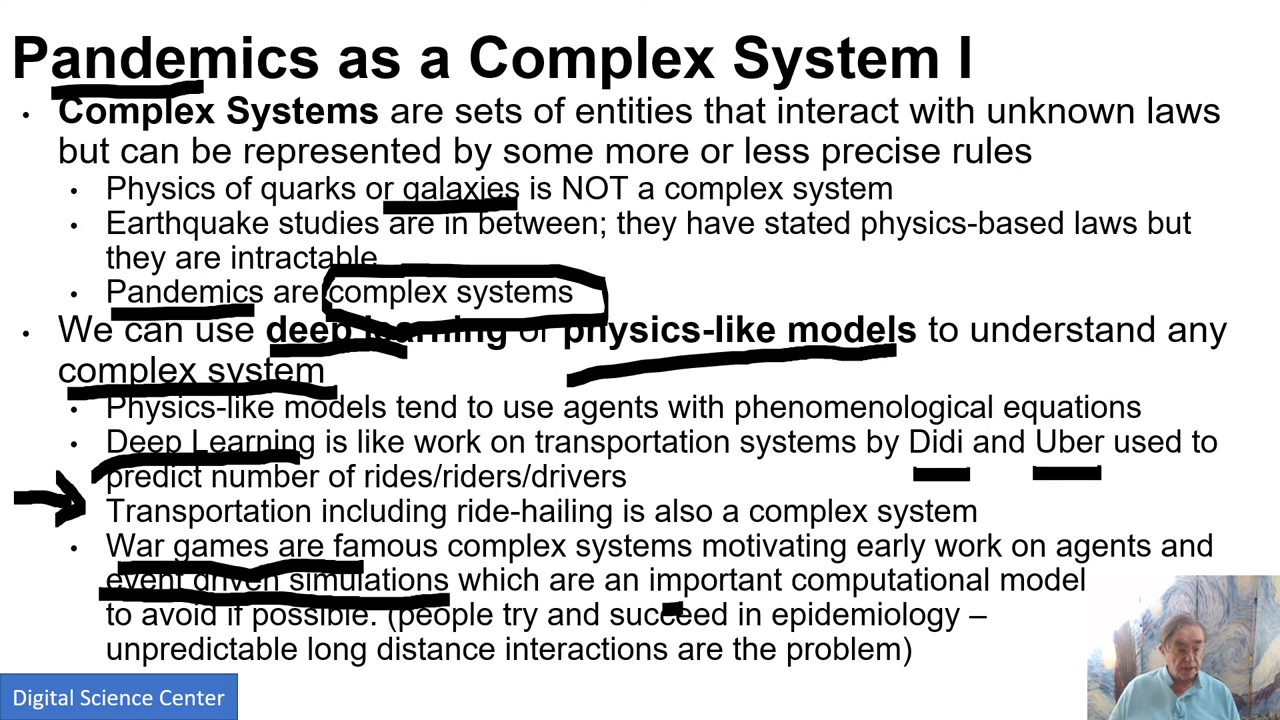 Pandemics as a Complex System I
• Complex Systems are sets of entities that interact with unknown laws
but can be represented by some more or less precise rules
• Physics of quarks or galaxies is NOT a complex system
• Earthquake studies are in between; they have stated physics-based laws but
they are intractable
• Pandemics are complex systems
• We can use deep learning or physics-like models to understand any
complex system
• Physics-like models tend to use agents with phenomenological equations
• Deep Learning is like work on transportation systems by Didi and Uber used to
predict number of rides/riders/drivers
Transportation including ride-hailing is also a complex system
• War games are famous complex systems motivating early work on agents and
event driven simulations which are an important computational model
to avoid if possible. (people try and succeed in epidemiology –
unpredictable long distance interactions are the problem)
Digital Science Center